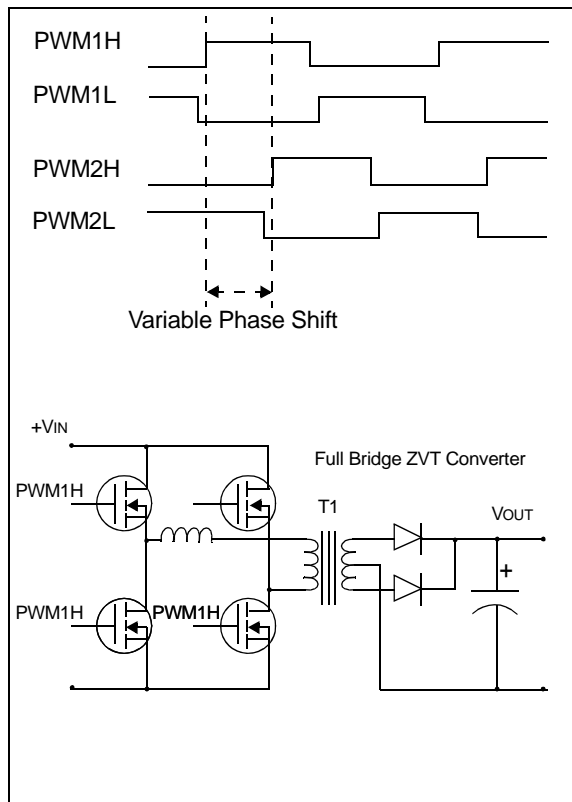 PWM1H
PWM1L
PWM2H
PWM2L
Variable Phase Shift
+VIN
Full Bridge ZVT Converter
PWM1H
T1
VOUT
+
PWM1H
PWM1H